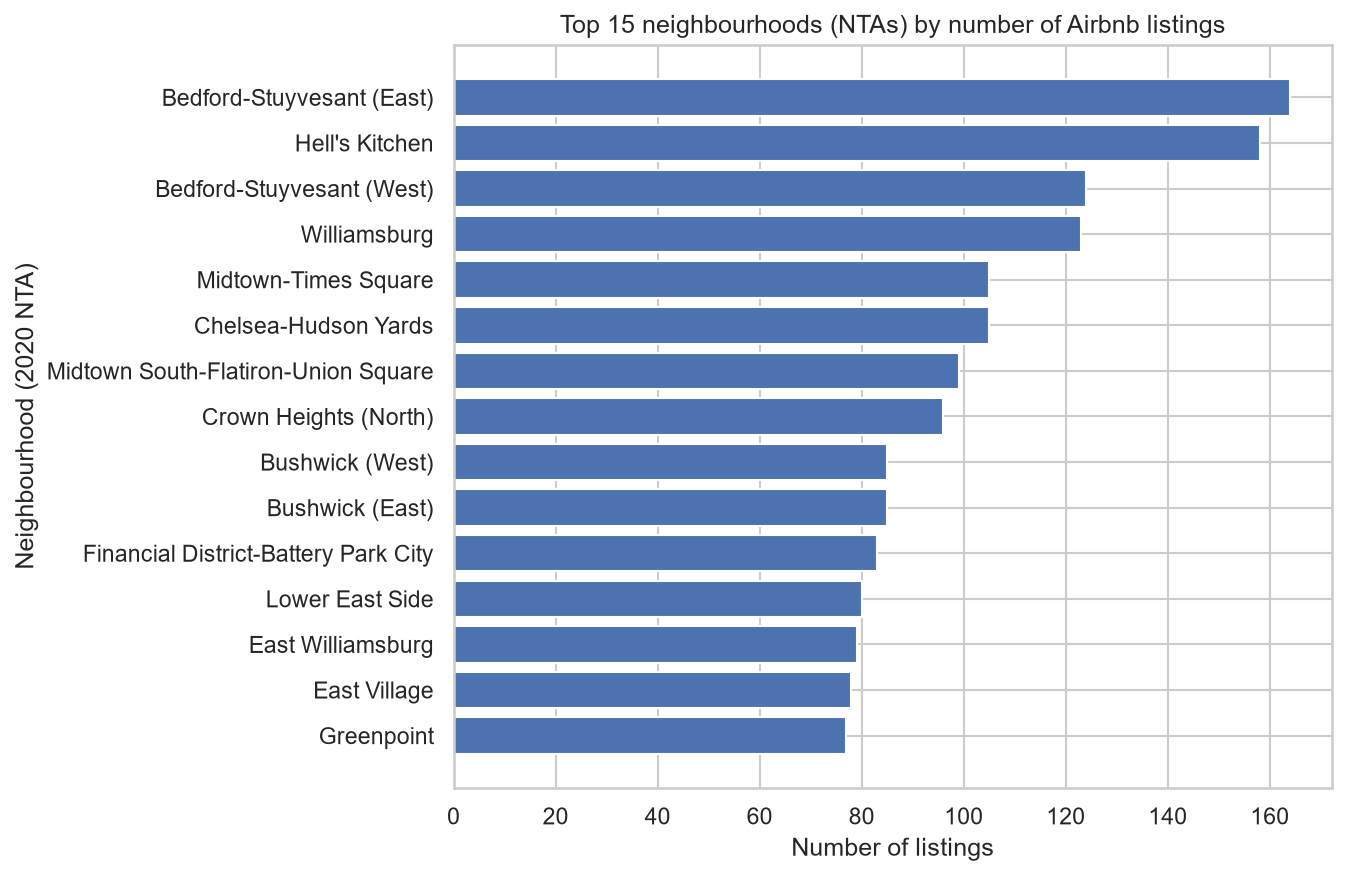 Top 15 neighbourhoods (NTAs) by number of Airbnb listings
Neighbourhood (2020 NTA)
Bedford-Stuyvesant (East)
Hell's Kitchen
Bedford-Stuyvesant (West)
Williamsburg
Midtown-Times Square
Chelsea-Hudson Yards
Midtown South-Flatiron-Union Square
Crown Heights (North)
Bushwick (West)
Bushwick (East)
Financial District-Battery Park City
Lower East Side
East Williamsburg
East Village
Greenpoint
0 20 40 60 80 100 120 140 160
Number of listings